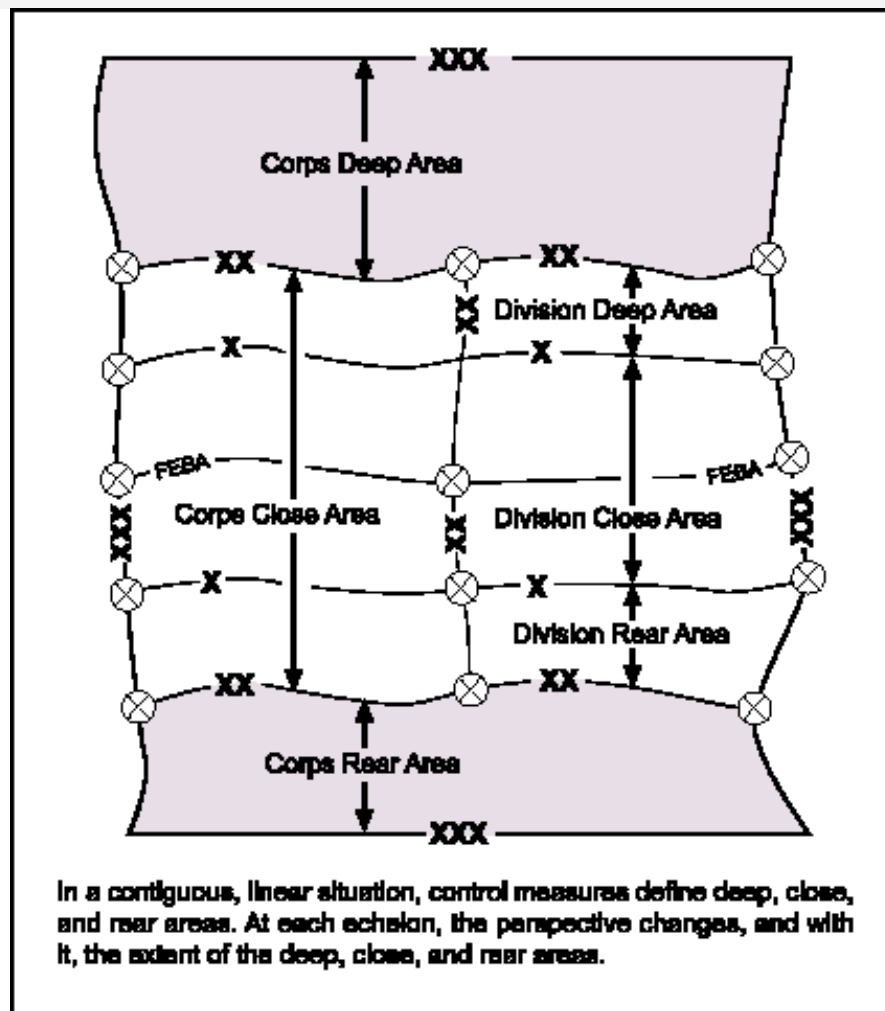 XXX
Corps Deep Area
XX
XX
XX
Division Deep Area
X
X
FEBA
FEBA
XXX
Corps Close Area
XX
Division Close Area
XXX
X
X
Division Rear Area
XX
XX
Corps Rear Area
XXX
In a contiguous, linear situation, control measures define deep, close,
and rear areas. At each echelon, the perspective changes, and with
it, the extent of the deep, close, and rear areas.